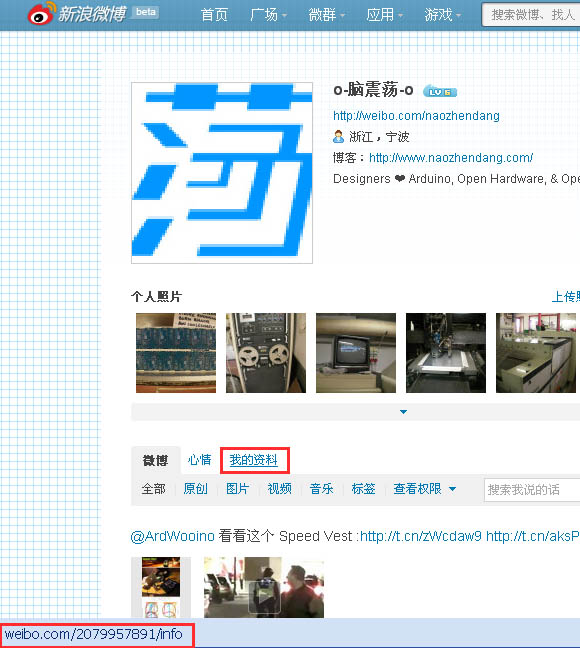 新浪微博 beta 首页 广场 微群 应用 游戏 搜索微博、找人
荡
o-脑震荡-o LV 6
http://weibo.com/naozhendang
浙江，宁波
博客：http://www.naozhendang.com/
Designers ❤ Arduino, Open Hardware, & Ope
个人照片 上传照
微博 心情 我的资料
全部 原创 图片 视频 音乐 标签 查看权限 搜索我说的话
@ArdWooino 看看这个 Speed Vest :http://t.cn/zWcdaw9 http://t.cn/aksP
weibo.com/2079957891/info